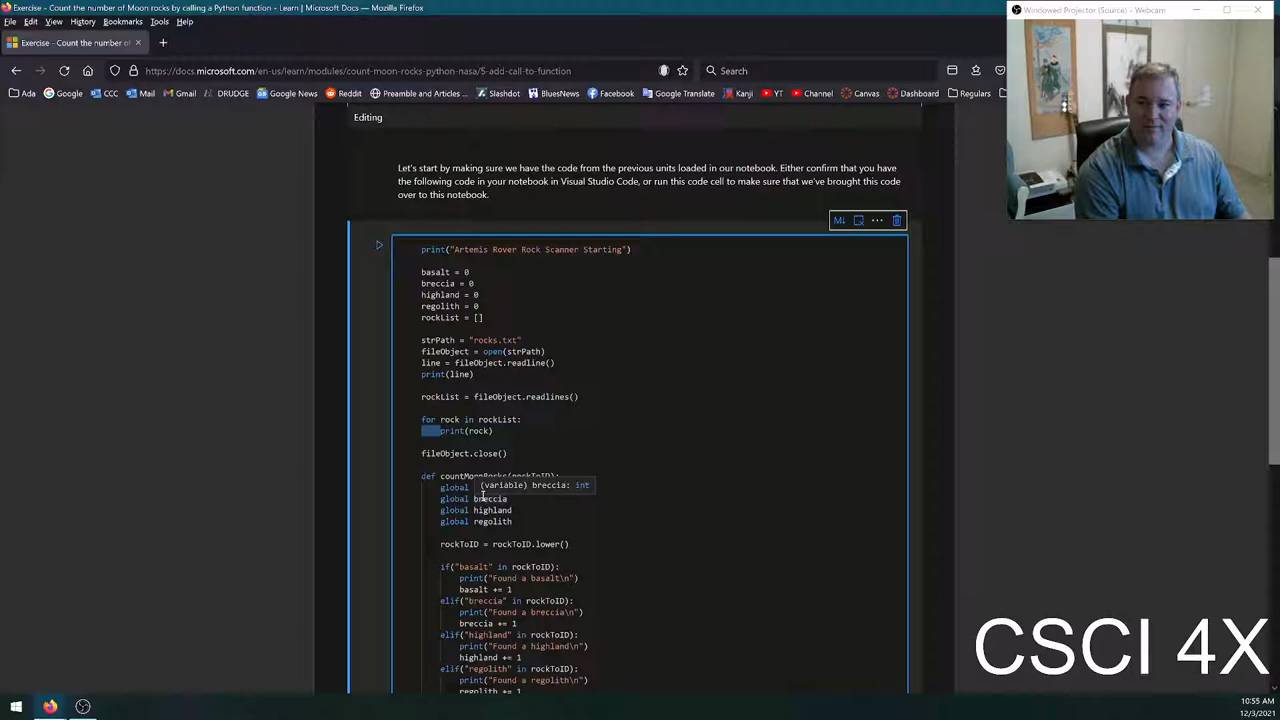 Exercise - Count the number of Moon rocks by calling a Python function - Learn | Microsoft Docs — Mozilla Firefox
File Edit View History Bookmarks Tools Help
Windowed Projector (Source) - Webcam
Exercise - Count the number of
https://docs.microsoft.com/en-us/learn/modules/count-moon-rocks-python-nasa/5-add-call-to-function
Search
Ada Google CCC Mail Gmail DRUDGE Google News Reddit Preamble and Articles ... Slashdot BluesNews Facebook Google Translate Kanji YT Channel Canvas Dashboard Regulars
Editing
Let's start by making sure we have the code from the previous units loaded in our notebook. Either confirm that you have
the following code in your notebook in Visual Studio Code, or run this code cell to make sure that we've brought this code
over to this notebook.
M↓
print("Artemis Rover Rock Scanner Starting")
basalt = 0
breccia = 0
highland = 0
regolith = 0
rockList = []
strPath = "rocks.txt"
fileObject = open(strPath)
line = fileObject.readline()
print(line)
rockList = fileObject.readlines()
for rock in rockList:
print(rock)
fileObject.close()
def countMoonRocks(rockToID):
global
(variable) breccia: int
global breccia
global highland
global regolith
rockToID = rockToID.lower()
if("basalt" in rockToID):
print("Found a basalt\n")
basalt += 1
elif("breccia" in rockToID):
print("Found a breccia\n")
breccia += 1
elif("highland" in rockToID):
print("Found a highland\n")
highland += 1
elif("regolith" in rockToID):
print("Found a regolith\n")
regolith += 1
CSCI 4X
10:55 AM
12/3/2021